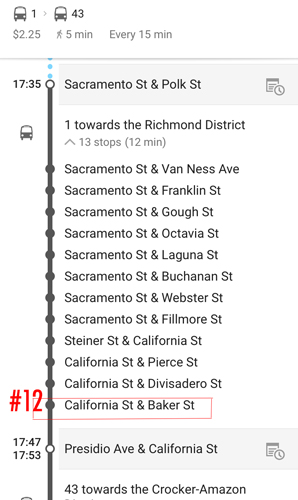 1 > 43
$2.25 5 min Every 15 min
17:35 Sacramento St & Polk St
1 towards the Richmond District
13 stops (12 min)
Sacramento St & Van Ness Ave
Sacramento St & Franklin St
Sacramento St & Gough St
Sacramento St & Octavia St
Sacramento St & Laguna St
Sacramento St & Buchanan St
Sacramento St & Webster St
Sacramento St & Fillmore St
Steiner St & California St
California St & Pierce St
California St & Divisadero St
#12 California St & Baker St
17:47
Presidio Ave & California St
17:53
43 towards the Crocker-Amazon